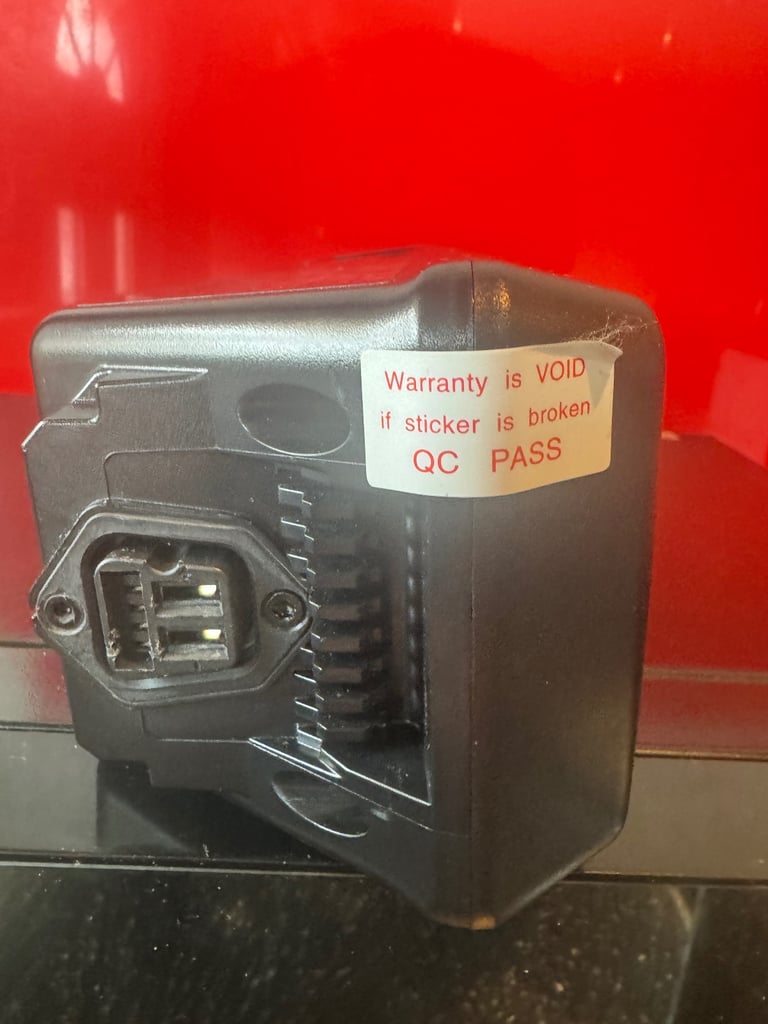 Warranty is VOID
if sticker is broken
QC PASS